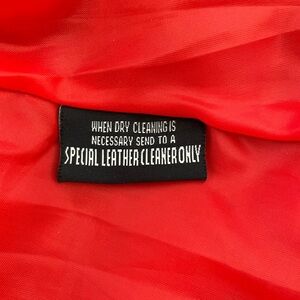 WHEN DRY CLEANING IS
NECESSARY SEND TO A
SPECIAL LEATHER CLEANER ONLY